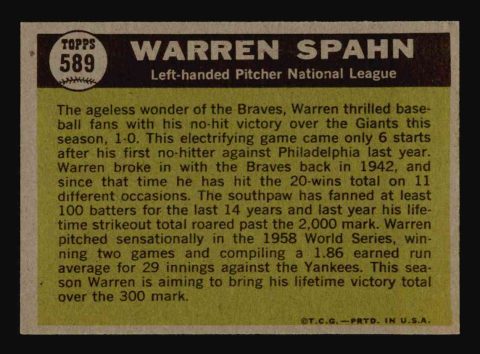 TOPPS
589
WARREN SPAHN
Left-handed Pitcher National League
The ageless wonder of the Braves, Warren thrilled base-
ball fans with his no-hit victory over the Giants this
season, 1-0. This electrifying game came only 6 starts
after his first no-hitter against Philadelphia last year.
Warren broke in with the Braves back in 1942, and
since that time he has hit the 20-wins total on 11
different occasions. The southpaw has fanned at least
100 batters for the last 14 years and last year his life-
time strikeout total roared past the 2,000 mark. Warren
pitched sensationally in the 1958 World Series, win-
ning two games and compiling a 1.86 earned run
average for 29 innings against the Yankees. This sea-
son Warren is aiming to bring his lifetime victory total
over the 300 mark.
©T.C.G.—PRTD. IN U.S.A.